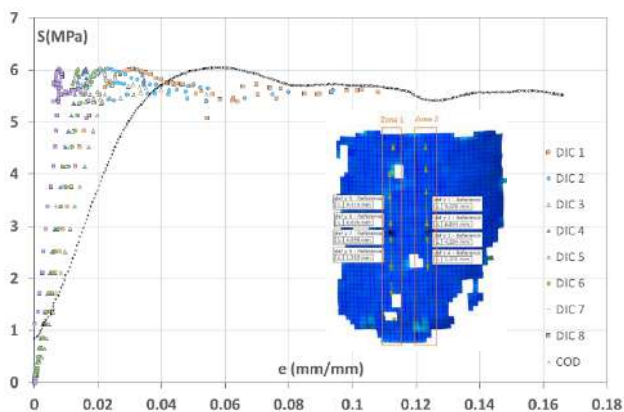 7
S(MPa)
6
5
4
3
2
1
0
0
0.02
0.04
0.06
0.08
0.1
0.12
0.14
0.16
0.18
e (mm/mm)
Zona 1
Zona 2
DIC 1
DIC 2
DIC 3
DIC 4
DIC 5
DIC 6
DIC 7
DIC 8
COD